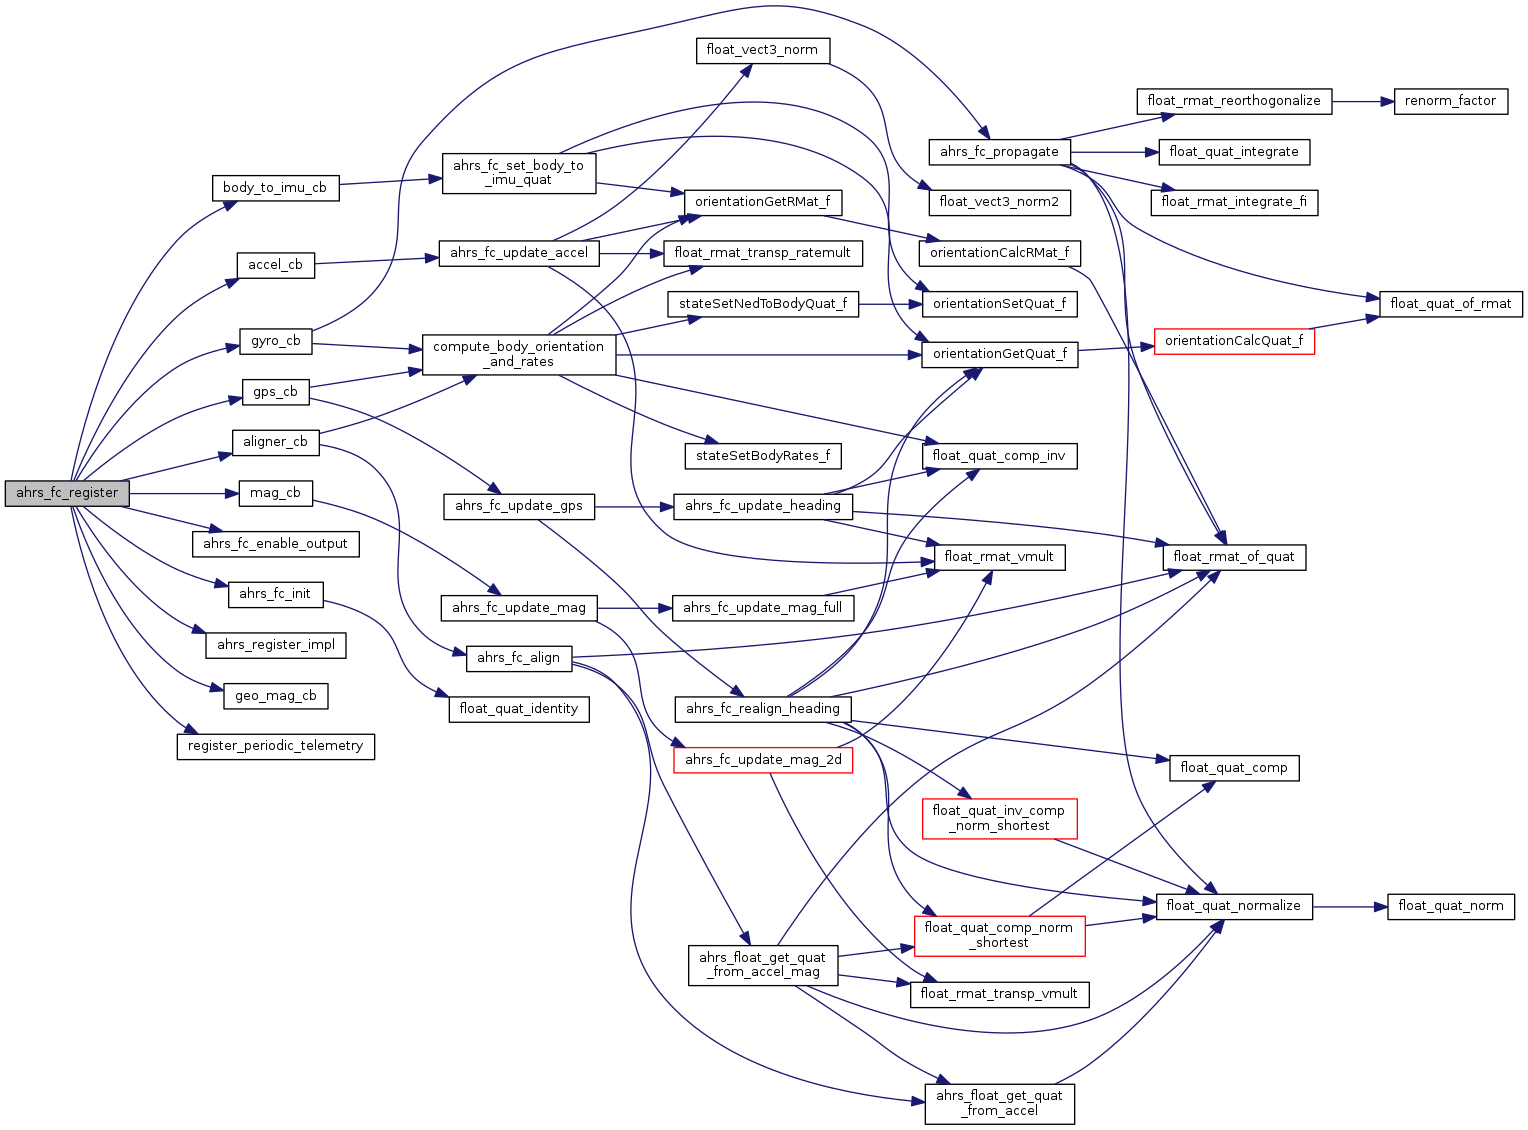 ahrs_fc_register
body_to_imu_cb
accel_cb
gyro_cb
gps_cb
aligner_cb
mag_cb
ahrs_fc_enable_output
ahrs_fc_init
ahrs_register_impl
geo_mag_cb
register_periodic_telemetry
ahrs_fc_set_body_to
_imu_quat
ahrs_fc_update_accel
compute_body_orientation
_and_rates
ahrs_fc_update_gps
ahrs_fc_update_mag
ahrs_fc_align
float_quat_identity
float_vect3_norm
orientationGetRMat_f
float_rmat_transp_ratemult
stateSetNedToBodyQuat_f
stateSetBodyRates_f
ahrs_fc_update_heading
ahrs_fc_update_mag_full
ahrs_fc_realign_heading
ahrs_fc_update_mag_2d
ahrs_float_get_quat
_from_accel_mag
ahrs_fc_propagate
float_vect3_norm2
orientationCalcRMat_f
orientationSetQuat_f
orientationGetQuat_f
float_quat_comp_inv
float_rmat_vmult
float_quat_inv_comp
_norm_shortest
float_quat_comp_norm
_shortest
float_rmat_transp_vmult
ahrs_float_get_quat
_from_accel
float_rmat_reorthogonalize
float_quat_integrate
float_rmat_integrate_fi
orientationCalcQuat_f
float_rmat_of_quat
float_quat_comp
float_quat_normalize
renorm_factor
float_quat_of_rmat
float_quat_norm